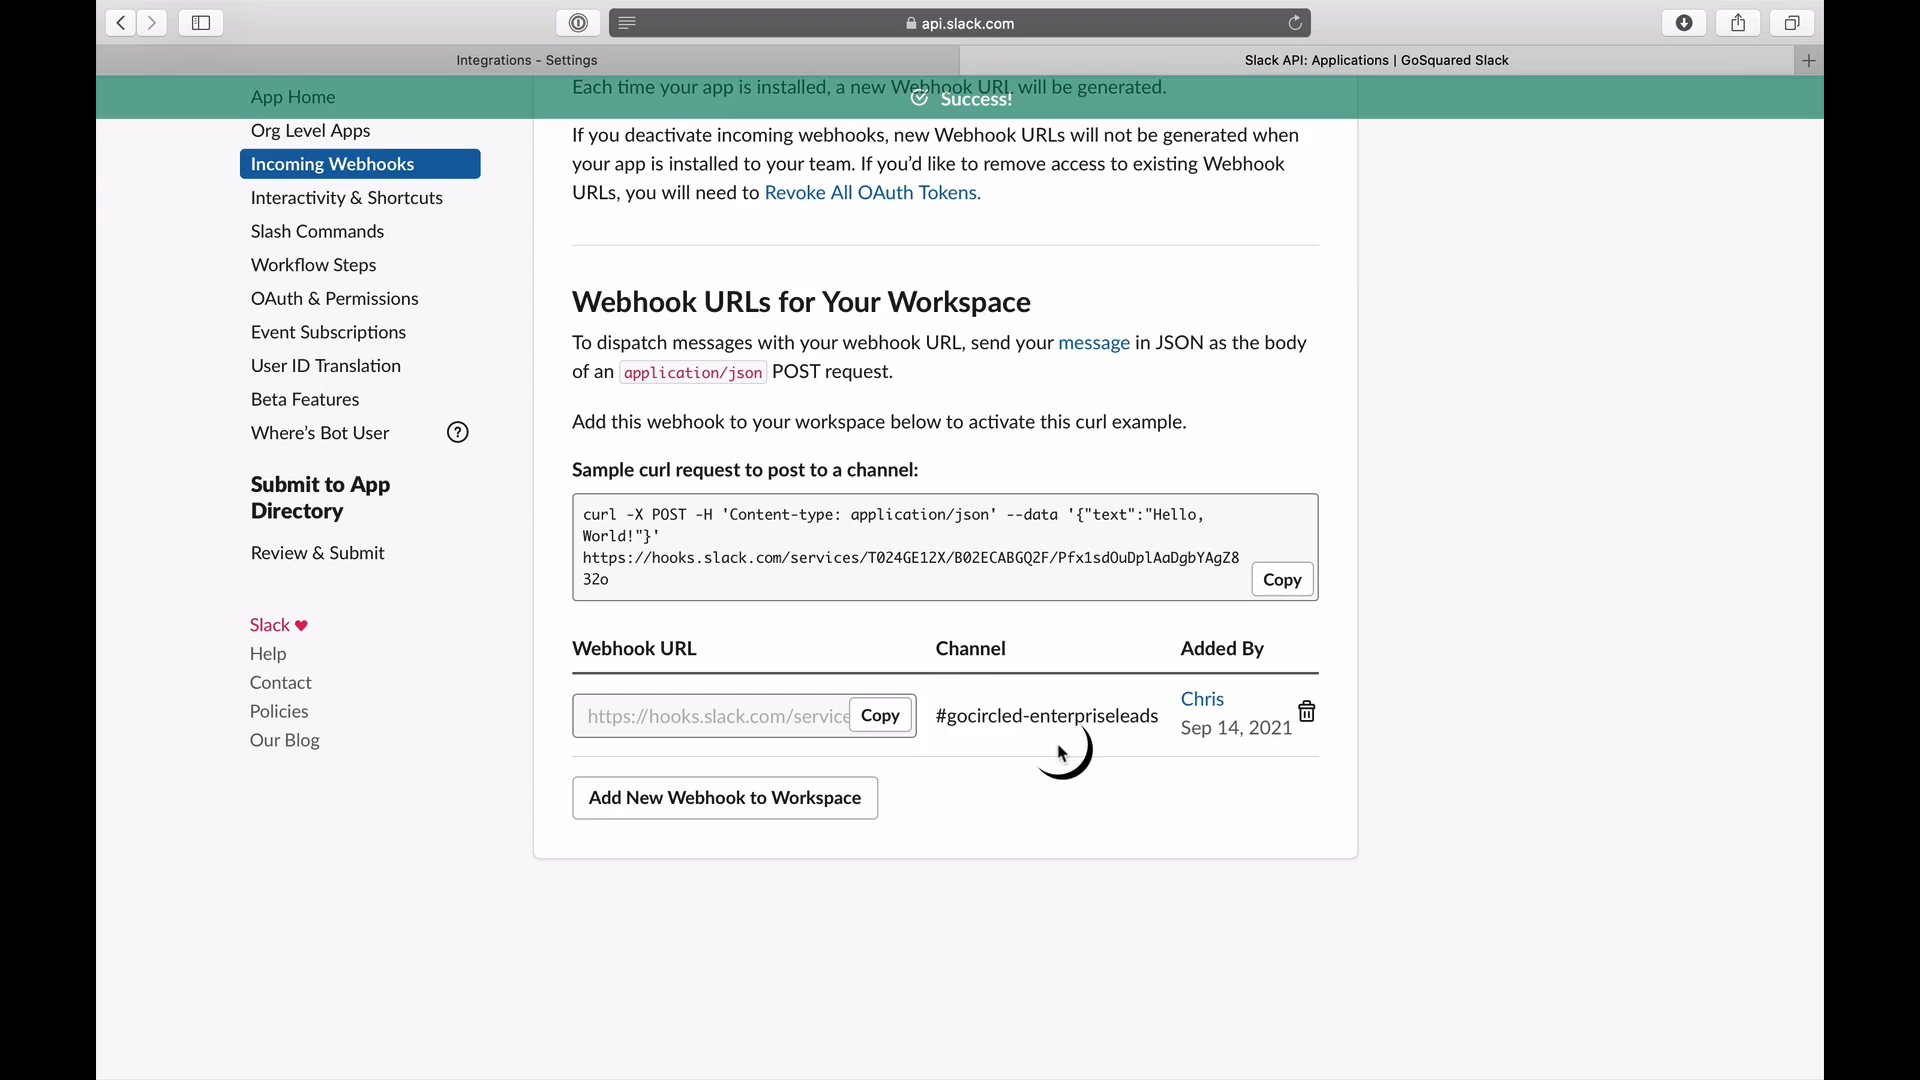 api.slack.com
Integrations - Settings
Slack API: Applications | GoSquared Slack
Success!
App Home
Org Level Apps
Incoming Webhooks
Interactivity & Shortcuts
Slash Commands
Workflow Steps
OAuth & Permissions
Event Subscriptions
User ID Translation
Beta Features
Where's Bot User
Submit to App
Directory
Review & Submit
Slack ♥
Help
Contact
Policies
Our Blog
Each time your app is installed, a new Webhook URL will be generated.
If you deactivate incoming webhooks, new Webhook URLs will not be generated when
your app is installed to your team. If you'd like to remove access to existing Webhook
URLs, you will need to Revoke All OAuth Tokens.
Webhook URLs for Your Workspace
To dispatch messages with your webhook URL, send your message in JSON as the body
of an application/json POST request.
Add this webhook to your workspace below to activate this curl example.
Sample curl request to post to a channel:
curl -X POST -H 'Content-type: application/json' --data '{"text":"Hello,
World!"}'
https://hooks.slack.com/services/T024GE12X/B02ECABGQ2F/Pfx1sdOuDplAaDgbYAgZ8
32o
Copy
Webhook URL Channel Added By
https://hooks.slack.com/service Copy #gocircled-enterpriseleads Chris
Sep 14, 2021
Add New Webhook to Workspace